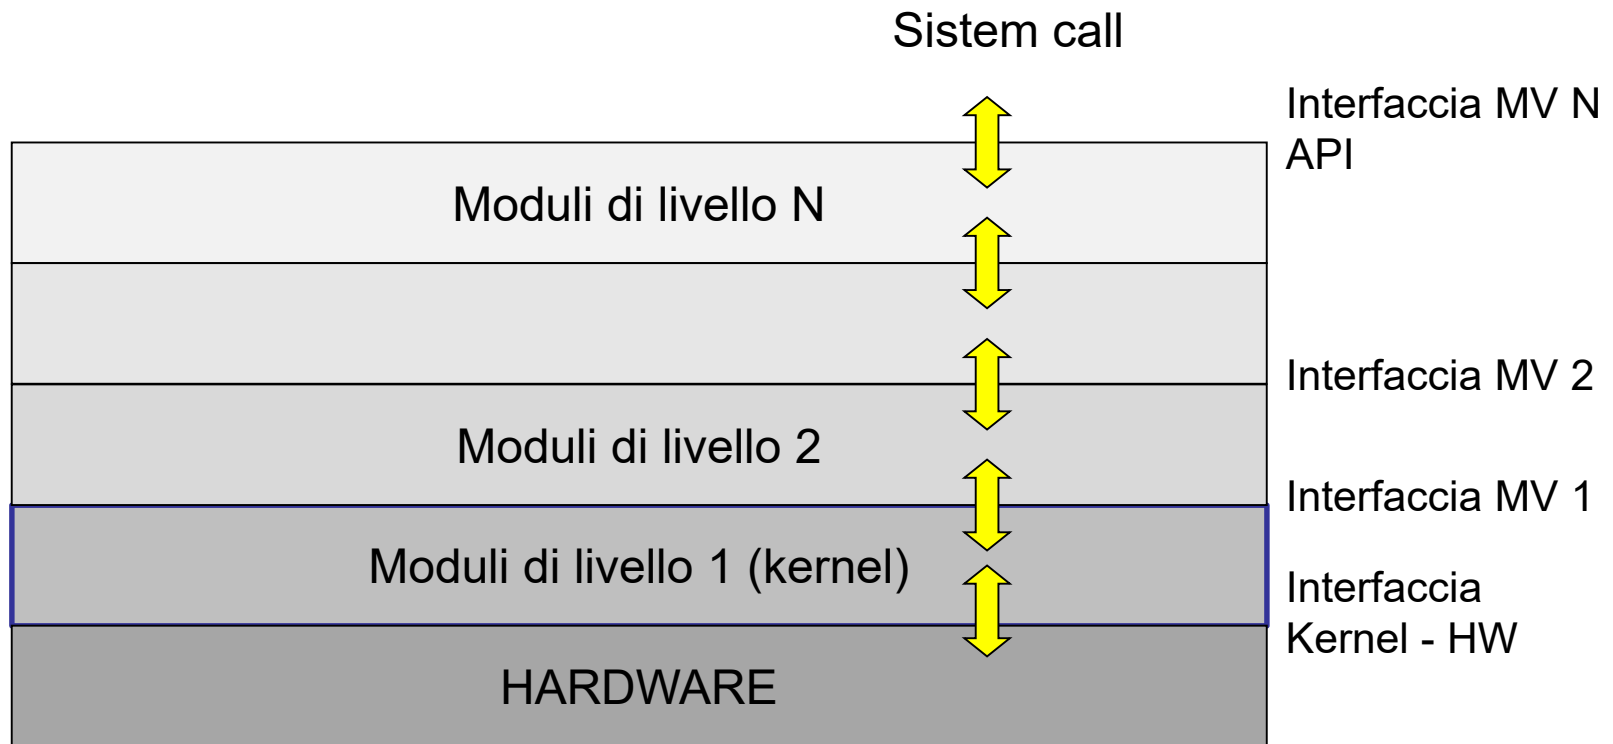 Sistem call
Interfaccia MV N
API
Moduli di livello N
Interfaccia MV 2
Moduli di livello 2
Interfaccia MV 1
Moduli di livello 1 (kernel)
Interfaccia
Kernel - HW
HARDWARE